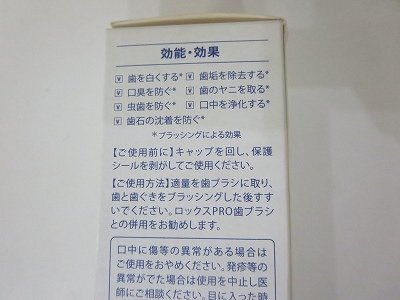 効能・効果
☑ 歯を白くする* ☑ 歯垢を除去する*
☑ 口臭を防ぐ* ☑ 歯のヤニを取る*
☑ 虫歯を防ぐ* ☑ 口中を浄化する*
☑ 歯石の沈着を防ぐ*
*ブラッシングによる効果
【ご使用前に】キャップを回し、保護
シールを剥がしてご使用ください。
【ご使用方法】適量を歯ブラシに取り、
歯と歯ぐきをブラッシングした後すす
いでください。ロックスPRO歯ブラシ
との併用をお勧めします。
口中に傷等の異常がある場合は
ご使用をおやめください。発疹等の
異常がでた場合は使用を中止し医
師にご相談ください。目に入った時